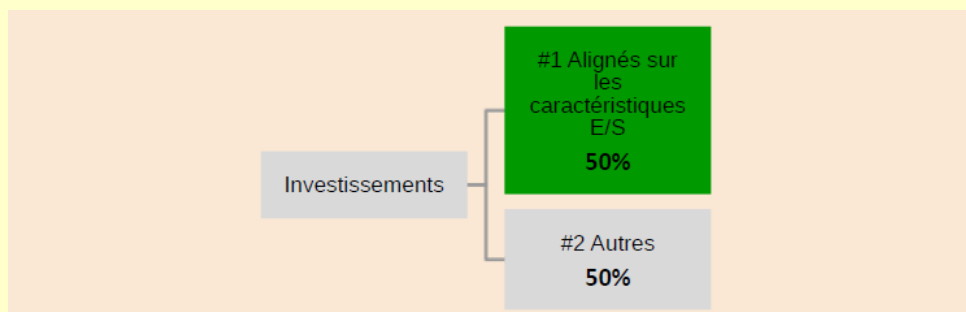 #1 Alignés sur
les
caractéristiques
E/S
50%
Investissements
#2 Autres
50%